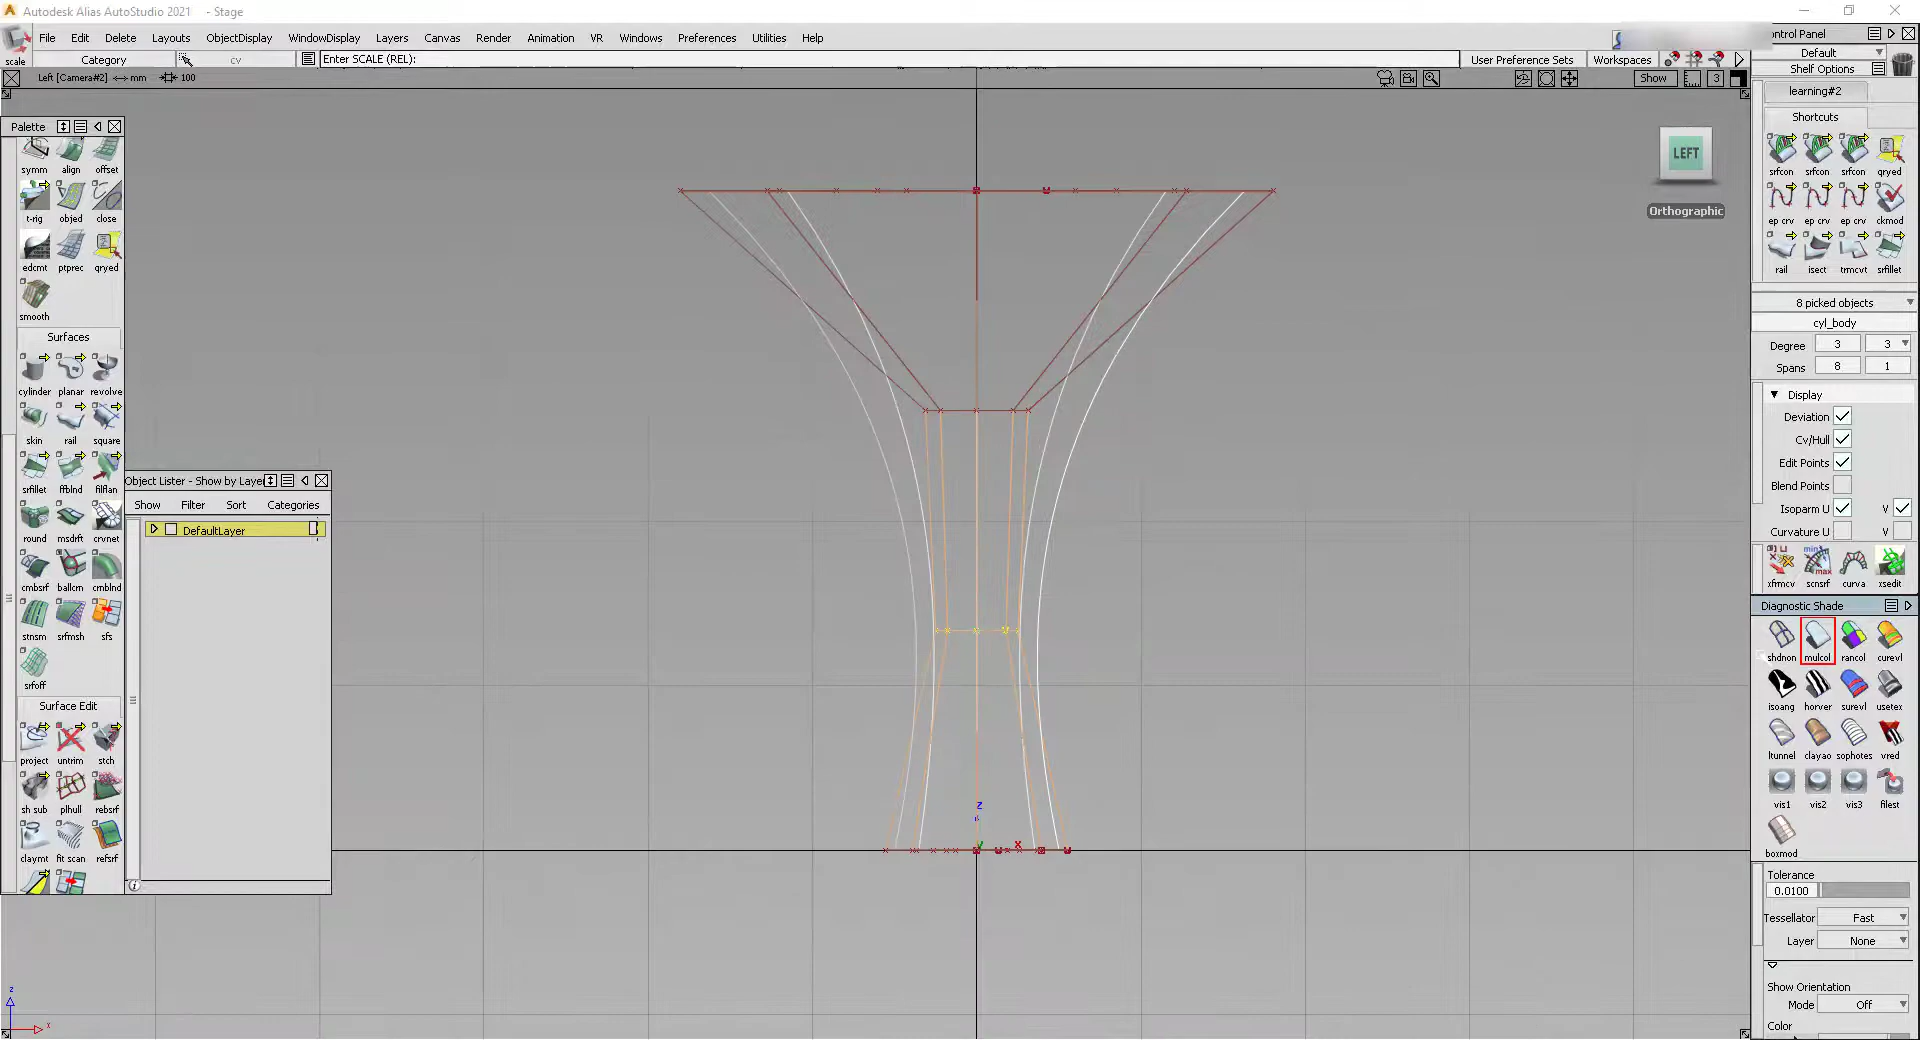 Autodesk Alias AutoStudio 2021 - Stage
File Edit Delete Layouts ObjectDisplay WindowDisplay Layers Canvas Render Animation VR Windows Preferences Utilities Help
scale Category cv Enter SCALE (REL): User Preference Sets Workspaces
Left [Camera#2] mm 100 Show 3
Palette
symm align offset
t-rig objed close
edcmt ptprec qryed
smooth
Surfaces
cylinder planar revolve
skin rail square
srfillet ffblnd filflan
round msdrft crvnet
cmbsrf ballcrn crnblnd
stnsm srfmsh sfs
srfoff
Surface Edit
project untrim stch
sh sub plhull rebsrf
claymt fit scan refsrf
Object Lister - Show by Layer
Show Filter Sort Categories
DefaultLayer
LEFT
Orthographic
z
x
z
x
ontrol Panel
Default
Shelf Options
learning#2
Shortcuts
srfcon srfcon srfcon qryed
ep crv ep crv ep crv ckmod
rail isect trmcvt srfillet
8 picked objects
cyl_body
Degree 3 3
Spans 8 1
Display
Deviation
Cv/Hull
Edit Points
Blend Points
Isoparm U V
Curvature U V
xfrmcv scnsrf curva xsedit
Diagnostic Shade
shdnon mulcol rancol curevl
isoang horver surevl usetex
ltunnel clayao sophotes vred
vis1 vis2 vis3 filest
boxmod
Tolerance
0.0100
Tessellator Fast
Layer None
Show Orientation
Mode Off
Color